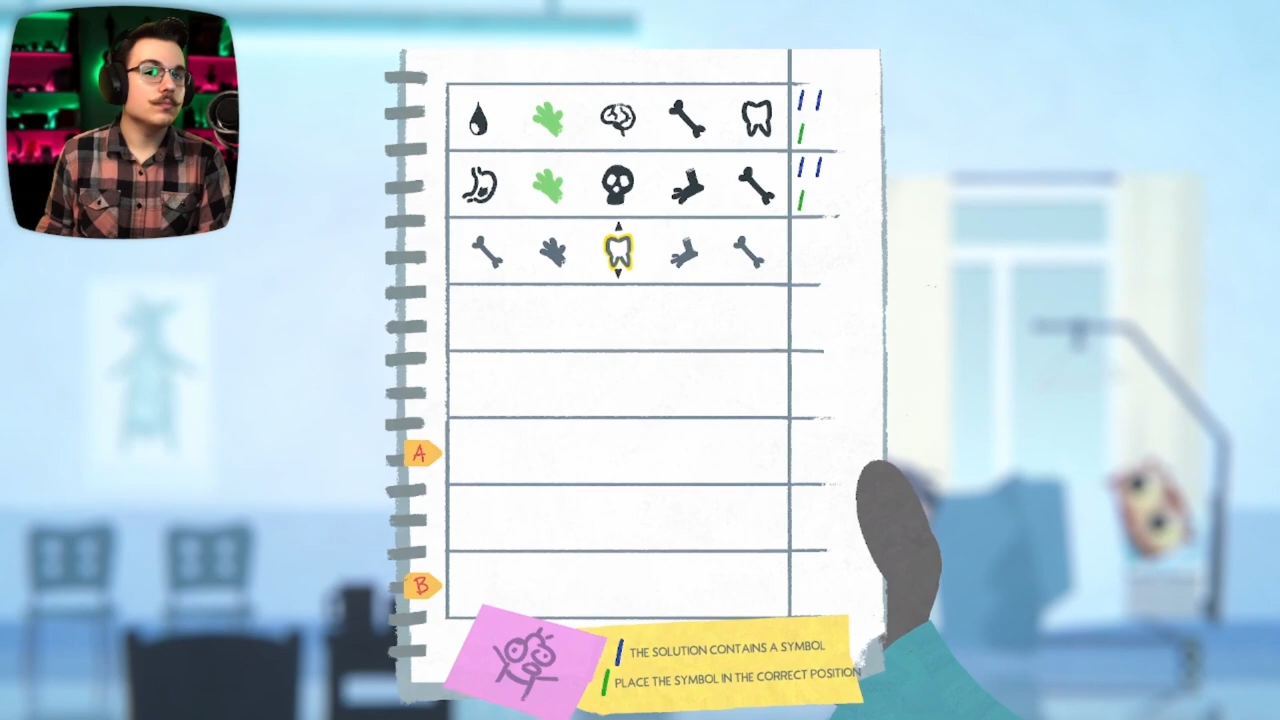 A
B
THE SOLUTION CONTAINS A SYMBOL
PLACE THE SYMBOL IN THE CORRECT POSITION